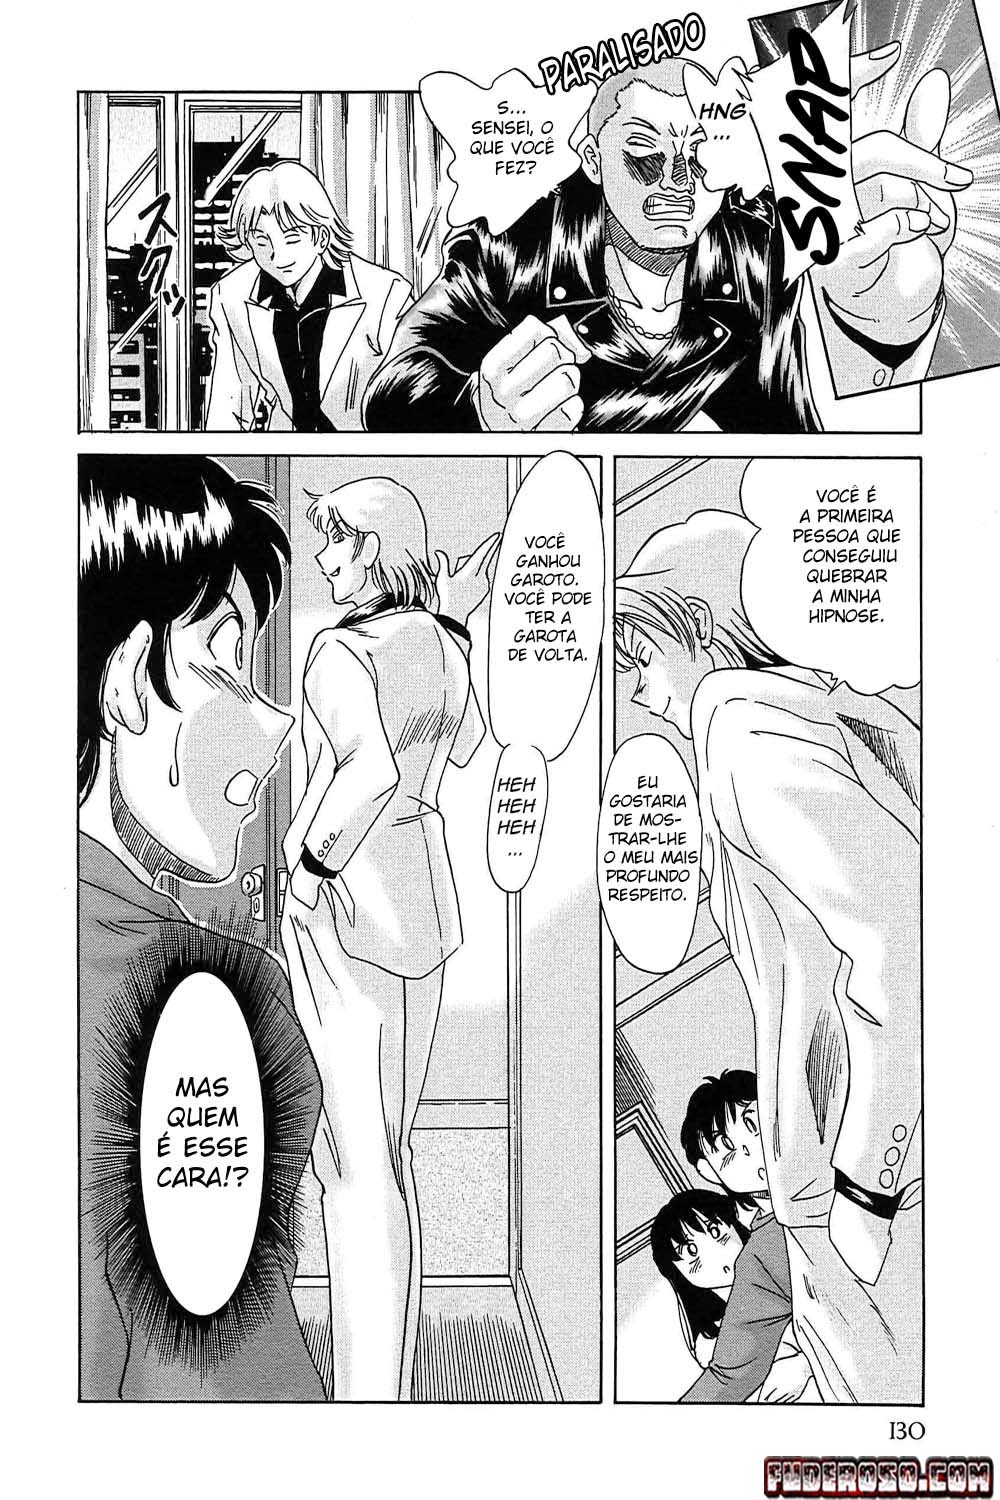 SNAP
HNG
...
PARALISADO
S...
SENSEI, O
QUE VOCÊ
FEZ?
スクッ
VOCÊ É
A PRIMEIRA
PESSOA QUE
CONSEGUIU
QUEBRAR
A MINHA
HIPNOSE.
EU
GOSTARIA
DE MOS-
TRAR-LHE
O MEU MAIS
PROFUNDO
RESPEITO.
VOCÊ
GANHOU
GAROTO.
VOCÊ PODE
TER A
GAROTA
DE VOLTA.
HEH
HEH
HEH
...
MAS
QUEM
É ESSE
CARA!?
130
FUDEROSO.COM